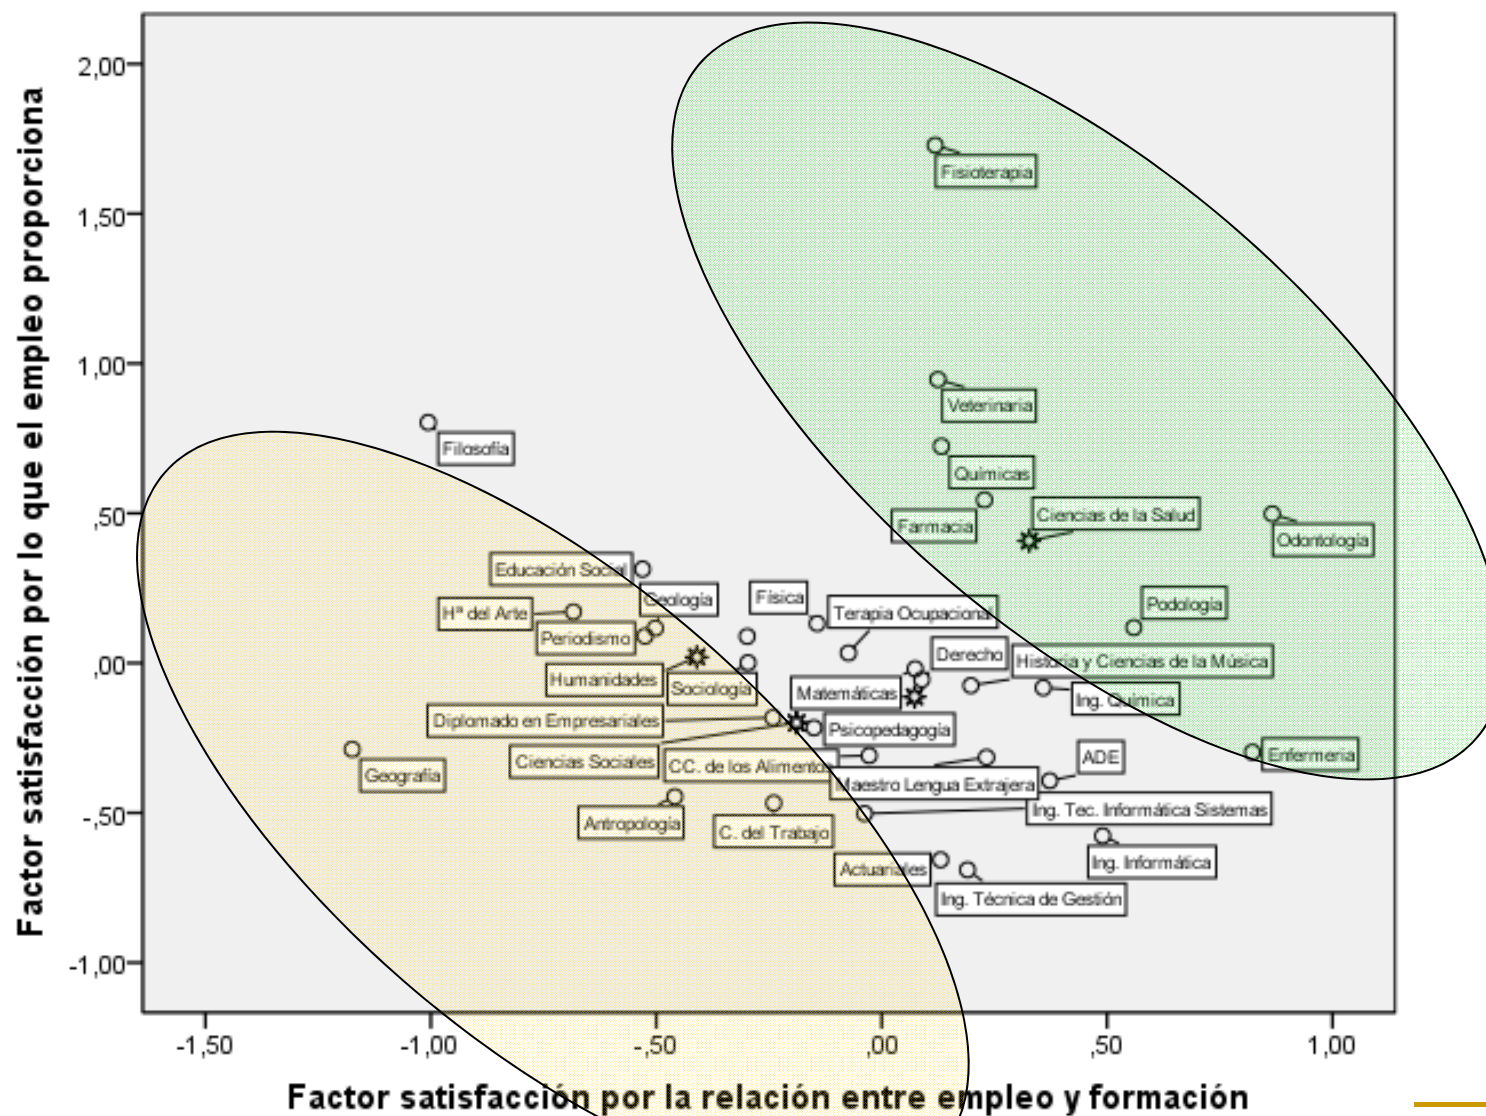 Factor satisfacción por lo que el empleo proporciona
2,00
1,50
1,00
,50
,00
-,50
-1,00
Fisioterapia
Veterinaria
Filosofía
Químicas
Ciencias de la Salud
Farmacia
Odontología
Educación Social
Geología
Física
Podología
Hª del Arte
Terapia Ocupacional
Periodismo
Derecho
Historia y Ciencias de la Música
Humanidades
Sociología
Matemáticas
Ing. Química
Diplomado en Empresariales
Psicopedagogía
Ciencias Sociales
CC. de los Alimentos
ADE
Enfermeria
Geografía
Maestro Lengua Extrajera
Ing. Tec. Informática Sistemas
Antropología
C. del Trabajo
Actuariales
Ing. Informática
Ing. Técnica de Gestión
-1,50
-1,00
-,50
,00
,50
1,00
Factor satisfacción por la relación entre empleo y formación